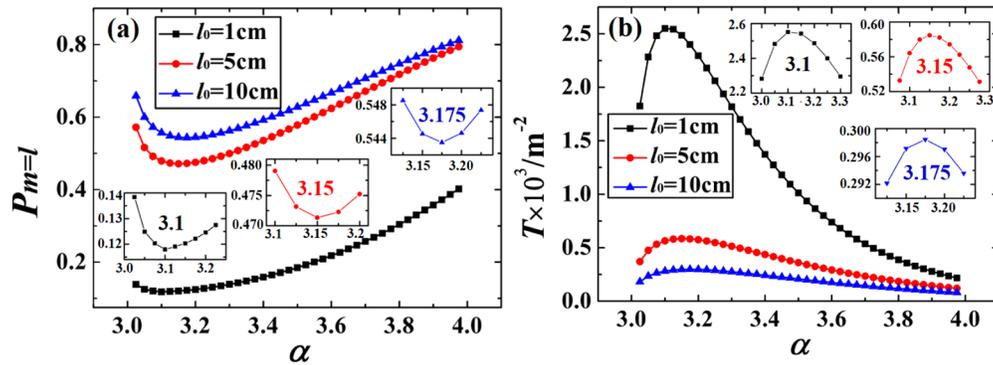 (a)
l₀=1cm
l₀=5cm
l₀=10cm
0.8
0.6
0.4
0.2
Pm=l
3.0 3.2 3.4 3.6 3.8 4.0
α
0.14
0.13
0.12
3.1
3.0 3.1 3.2
0.480
0.475
0.470
3.15
3.1 3.15 3.2
0.548
0.544
3.175
3.15 3.20
(b)
l₀=1cm
l₀=5cm
l₀=10cm
2.5
2.0
1.5
1.0
0.5
0.0
T×10³/m⁻²
3.0 3.2 3.4 3.6 3.8 4.0
α
2.6
2.4
2.2
3.1
3.0 3.1 3.2 3.3
0.60
0.56
0.52
3.15
3.1 3.2 3.3
0.300
0.296
0.292
3.175
3.15 3.20